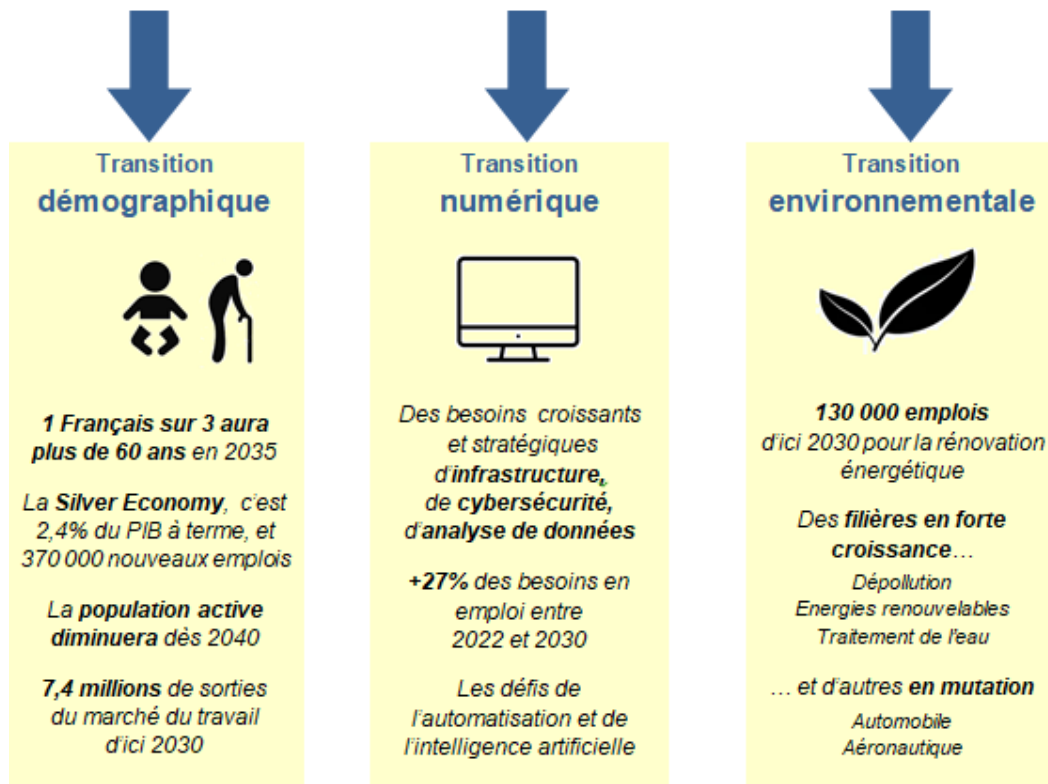 Transition
démographique
1 Français sur 3 aura
plus de 60 ans en 2035
La Silver Economy, c'est
2,4% du PIB à terme, et
370 000 nouveaux emplois
La population active
diminuera dès 2040
7,4 millions de sorties
du marché du travail
d'ici 2030
Transition
numérique
Des besoins croissants
et stratégiques
d'infrastructure,
de cybersécurité,
d'analyse de données
+27% des besoins en
emploi entre
2022 et 2030
Les défis de
l'automatisation et de
l'intelligence artificielle
Transition
environnementale
130 000 emplois
d'ici 2030 pour la rénovation
énergétique
Des filières en forte
croissance…
Dépollution
Energies renouvelables
Traitement de l'eau
… et d'autres en mutation
Automobile
Aéronautique